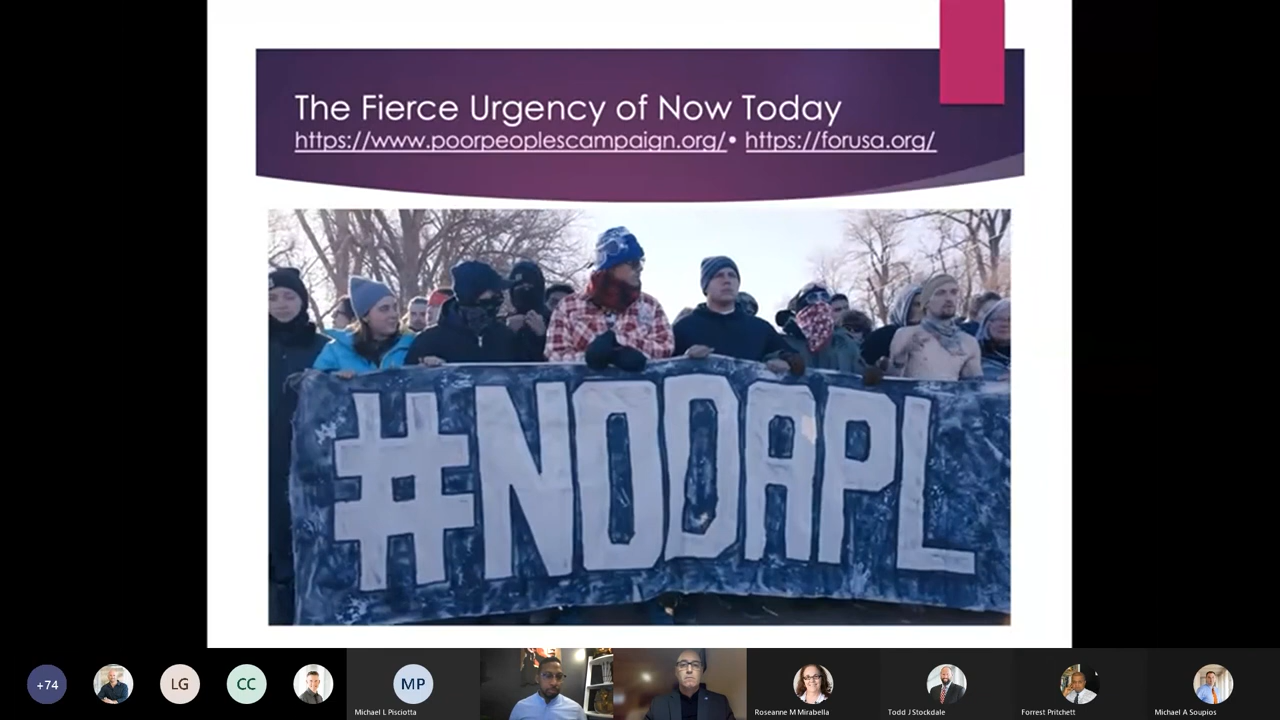 The Fierce Urgency of Now Today
https://www.poorpeoplescampaign.org/• https://forusa.org/
#NODAPL
+74
LG
CC
MP
Michael L Pisciotta
Roseanne M Mirabella
Todd J Stockdale
Forrest Pritchett
Michael A Soupios